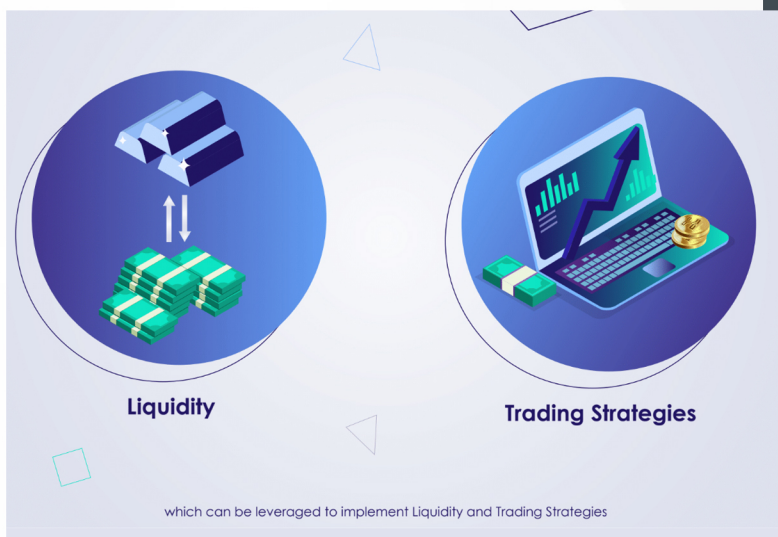 Liquidity
Trading Strategies
which can be leveraged to implement Liquidity and Trading Strategies